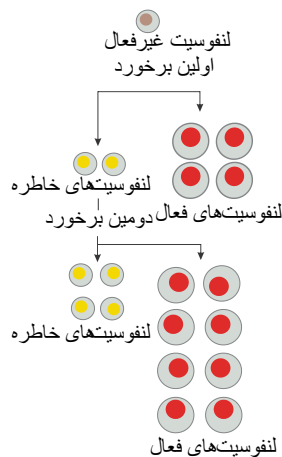 لنفوسیت غیرفعال
اولین برخورد
لنفوسیت‌های فعال
لنفوسیت‌های خاطره
دومین برخورد
لنفوسیت‌های خاطره
لنفوسیت‌های فعال